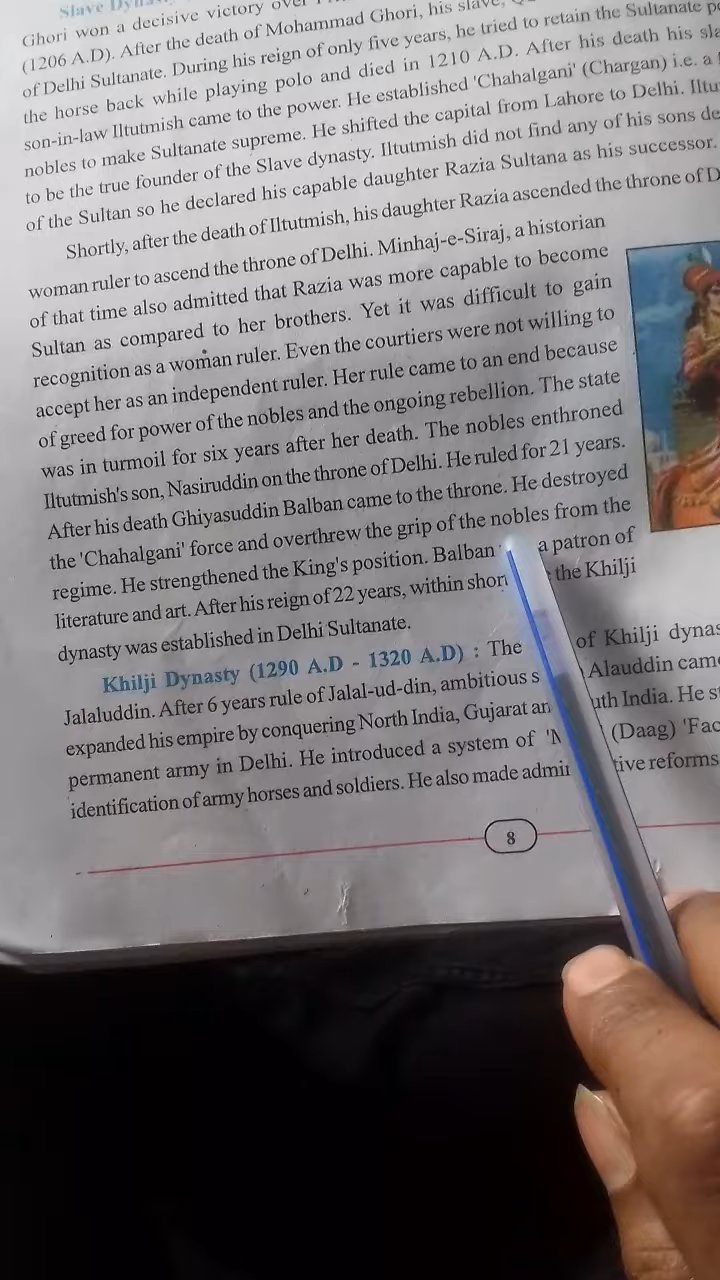 Slave
Ghori won a decisive victory over
(1206 A.D). After the death of Mohammad Ghori, his slave,
of Delhi Sultanate. During his reign of only five years, he tried to retain the Sultanate
the horse back while playing polo and died in 1210 A.D. After his death his
son-in-law Iltutmish came to the power. He established 'Chahalgani' (Chargan) i.e. a
nobles to make Sultanate supreme. He shifted the capital from Lahore to Delhi.
to be the true founder of the Slave dynasty. Iltutmish did not find any of his sons
of the Sultan so he declared his capable daughter Razia Sultana as his successor.
Shortly, after the death of Iltutmish, his daughter Razia ascended the throne of
woman ruler to ascend the throne of Delhi. Minhaj-e-Siraj, a historian
of that time also admitted that Razia was more capable to become
Sultan as compared to her brothers. Yet it was difficult to gain
recognition as a woman ruler. Even the courtiers were not willing to
accept her as an independent ruler. Her rule came to an end because
of greed for power of the nobles and the ongoing rebellion. The state
was in turmoil for six years after her death. The nobles enthroned
Iltutmish's son, Nasiruddin on the throne of Delhi. He ruled for 21 years.
After his death Ghiyasuddin Balban came to the throne. He destroyed
the 'Chahalgani' force and overthrew the grip of the nobles from the
regime. He strengthened the King's position. Balban a patron of
literature and art. After his reign of 22 years, within the Khilji
dynasty was established in Delhi Sultanate.
Khilji Dynasty (1290 A.D - 1320 A.D) : The of Khilji
Jalaluddin. After 6 years rule of Jalal-ud-din, ambitious Alauddin
expanded his empire by conquering North India, Gujarat India. He
permanent army in Delhi. He introduced a system of (Daag)
identification of army horses and soldiers. He also made reforms
8